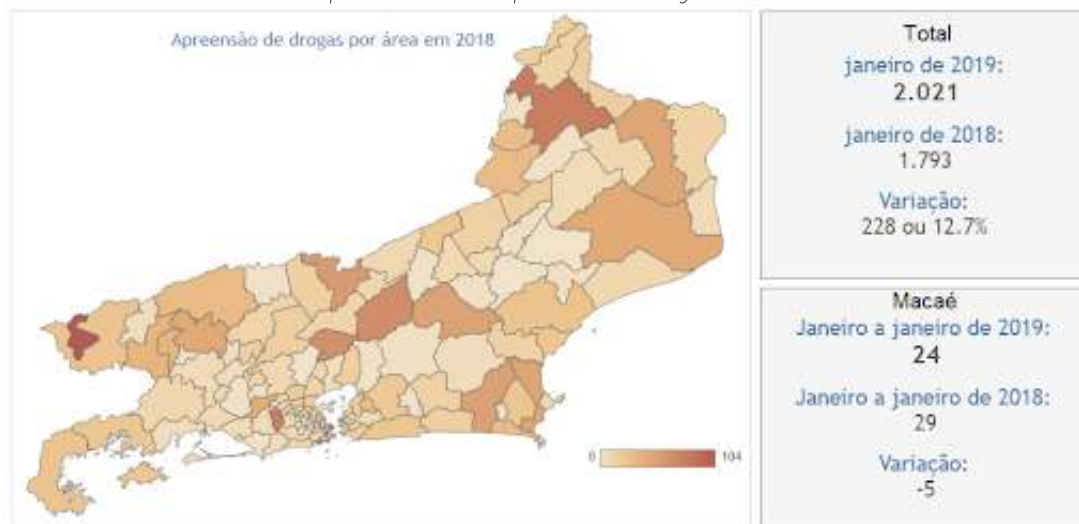 Apreensão de drogas por área em 2018
0
104
Total
janeiro de 2019:
2.021
janeiro de 2018:
1.793
Variação:
228 ou 12.7%
Macaé
Janeiro a janeiro de 2019:
24
Janeiro a janeiro de 2018:
29
Variação:
-5